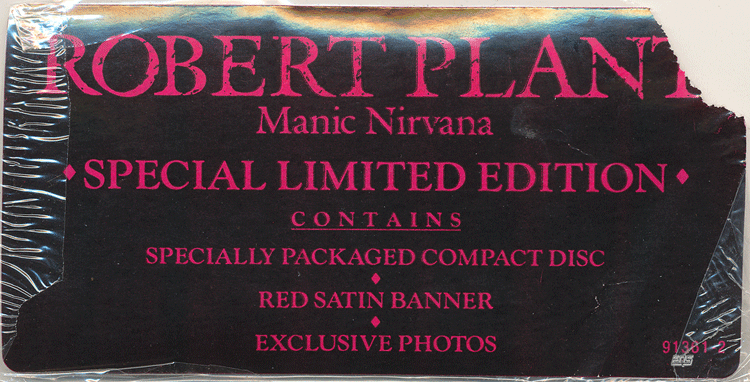 ROBERT PLANT
Manic Nirvana
♦ SPECIAL LIMITED EDITION ♦
CONTAINS
SPECIALLY PACKAGED COMPACT DISC
♦
RED SATIN BANNER
♦
EXCLUSIVE PHOTOS